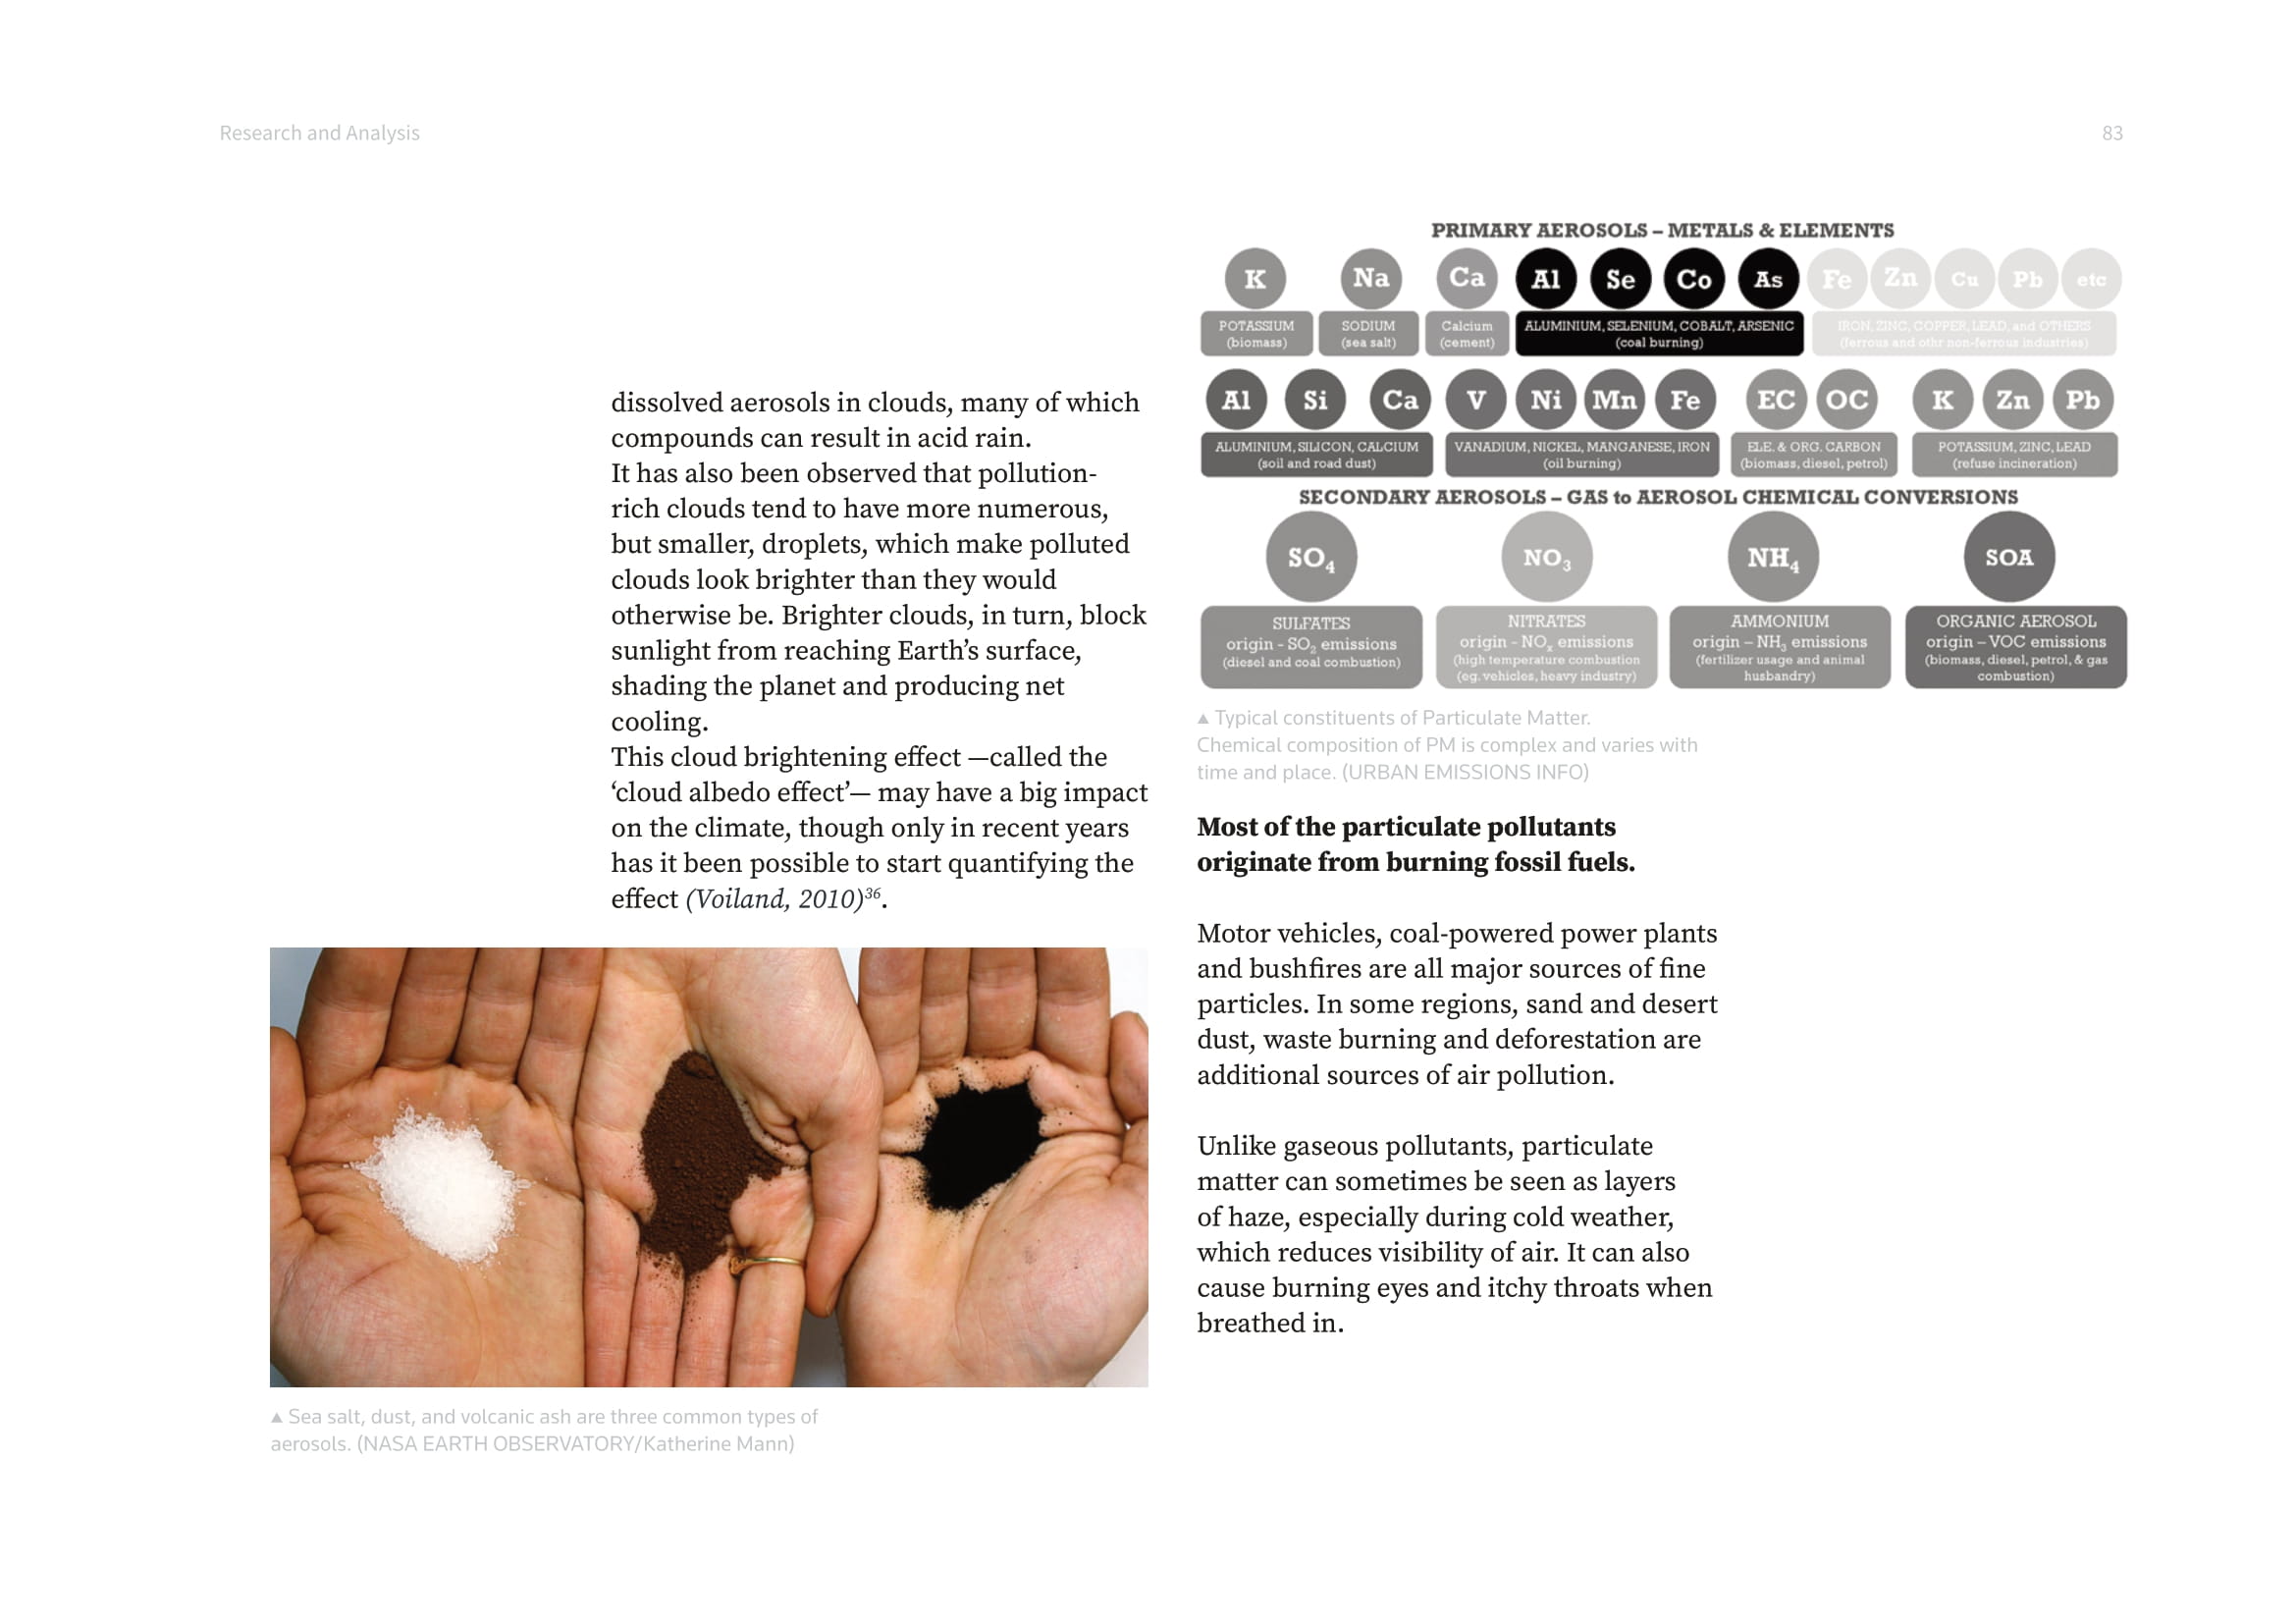 Research and Analysis
83
dissolved aerosols in clouds, many of which
compounds can result in acid rain.
It has also been observed that pollution-
rich clouds tend to have more numerous,
but smaller, droplets, which make polluted
clouds look brighter than they would
otherwise be. Brighter clouds, in turn, block
sunlight from reaching Earth’s surface,
shading the planet and producing net
cooling.
This cloud brightening effect —called the
‘cloud albedo effect’— may have a big impact
on the climate, though only in recent years
has it been possible to start quantifying the
effect (Voiland, 2010)³⁶.
▲ Sea salt, dust, and volcanic ash are three common types of
aerosols. (NASA EARTH OBSERVATORY/Katherine Mann)
PRIMARY AEROSOLS – METALS & ELEMENTS
K Na Ca Al Se Co As Fe Zn Cu Pb etc
POTASSIUM
(biomass)
SODIUM
(sea salt)
Calcium
(cement)
ALUMINIUM, SELENIUM, COBALT, ARSENIC
(coal burning)
IRON, ZINC, COPPER, LEAD, and OTHERS
(ferrous and othr non-ferrous industries)
Al Si Ca V Ni Mn Fe EC OC K Zn Pb
ALUMINIUM, SILICON, CALCIUM
(soil and road dust)
VANADIUM, NICKEL, MANGANESE, IRON
(oil burning)
ELE. & ORG. CARBON
(biomass, diesel, petrol)
POTASSIUM, ZINC, LEAD
(refuse incineration)
SECONDARY AEROSOLS – GAS to AEROSOL CHEMICAL CONVERSIONS
SO₄ NO₃ NH₄ SOA
SULFATES
origin - SO₂ emissions
(diesel and coal combustion)
NITRATES
origin - NOₓ emissions
(high temperature combustion
(eg. vehicles, heavy industry)
AMMONIUM
origin – NH₃ emissions
(fertilizer usage and animal
husbandry)
ORGANIC AEROSOL
origin – VOC emissions
(biomass, diesel, petrol, & gas
combustion)
▲ Typical constituents of Particulate Matter.
Chemical composition of PM is complex and varies with
time and place. (URBAN EMISSIONS INFO)
Most of the particulate pollutants
originate from burning fossil fuels.
Motor vehicles, coal-powered power plants
and bushfires are all major sources of fine
particles. In some regions, sand and desert
dust, waste burning and deforestation are
additional sources of air pollution.
Unlike gaseous pollutants, particulate
matter can sometimes be seen as layers
of haze, especially during cold weather,
which reduces visibility of air. It can also
cause burning eyes and itchy throats when
breathed in.